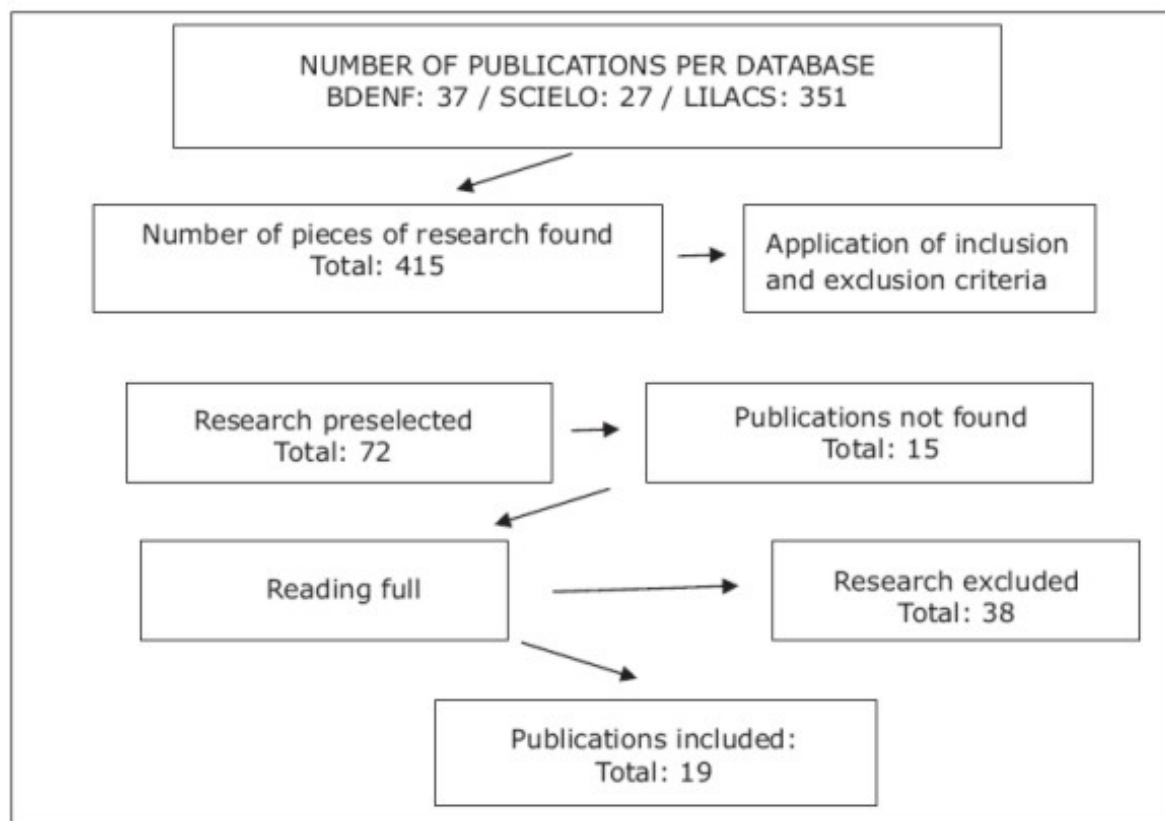 NUMBER OF PUBLICATIONS PER DATABASE
BDENF: 37 / SCIELO: 27 / LILACS: 351
Number of pieces of research found
Total: 415
Application of inclusion
and exclusion criteria
Research preselected
Total: 72
Publications not found
Total: 15
Reading full
Research excluded
Total: 38
Publications included:
Total: 19